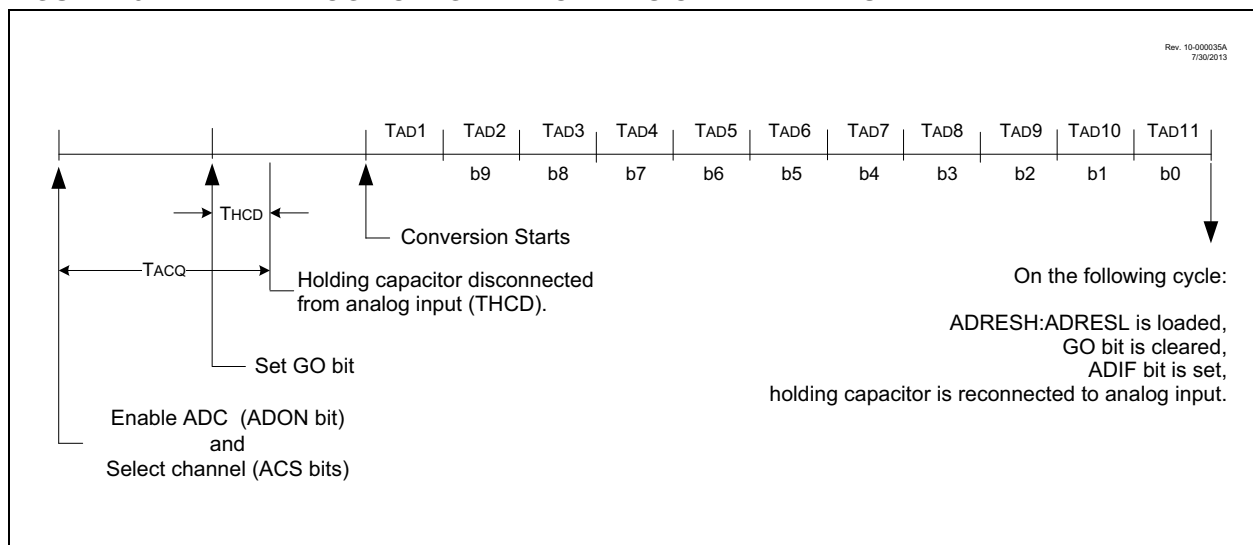 Rev. 10-000035A
7/30/2013
TAD1 TAD2 TAD3 TAD4 TAD5 TAD6 TAD7 TAD8 TAD9 TAD10 TAD11
b9 b8 b7 b6 b5 b4 b3 b2 b1 b0
THCD
Conversion Starts
TACQ
Holding capacitor disconnected
from analog input (THCD).
Set GO bit
Enable ADC (ADON bit)
and
Select channel (ACS bits)
On the following cycle:
ADRESH:ADRESL is loaded,
GO bit is cleared,
ADIF bit is set,
holding capacitor is reconnected to analog input.